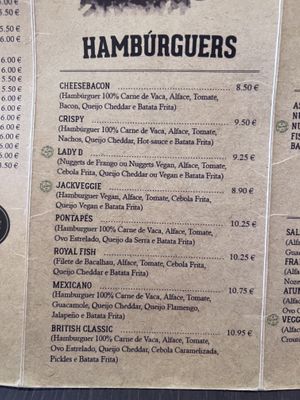 HAMBÚRGUERS
CHEESEBACON 8.50 €
(Hambúrguer 100% Carne de Vaca, Alface, Tomate,
Bacon, Queijo Cheddar e Batata Frita)
CRISPY 9.50 €
(Hambúrguer 100% Carne de Vaca, Alface, Tomate,
Nachos, Queijo Cheddar, Hot-sauce e Batata Frita)
LADY D 9.25 €
(Nuggets de Frango ou Nuggets Vegan, Alface, Tomate,
Cebola Frita, Queijo Cheddar ou Vegan e Batata Frita)
JACKVEGGIE 8.90 €
(Hambúrguer Vegan, Alface, Tomate, Cebola Frita,
Queijo Vegan e Batata Frita)
PONTAPÉS 10.25 €
(Hambúrguer 100% Carne de Vaca, Alface, Tomate,
Ovo Estrelado, Queijo da Serra e Batata Frita)
ROYAL FISH 10.25 €
(Filete de Bacalhau, Alface, Tomate, Cebola Frita,
Queijo Cheddar e Batata Frita)
MEXICANO 10.75 €
(Hambúrguer 100% Carne de Vaca, Alface, Tomate,
Guacamole, Queijo Cheddar, Queijo Flamengo,
Jalapeño e Batata Frita)
BRITISH CLASSIC 10.95 €
(Hambúrguer 100% Carne de Vaca, Alface, Tomate,
Ovo Estrelado, Queijo Cheddar, Cebola Caramelizada,
Pickles e Batata Frita)